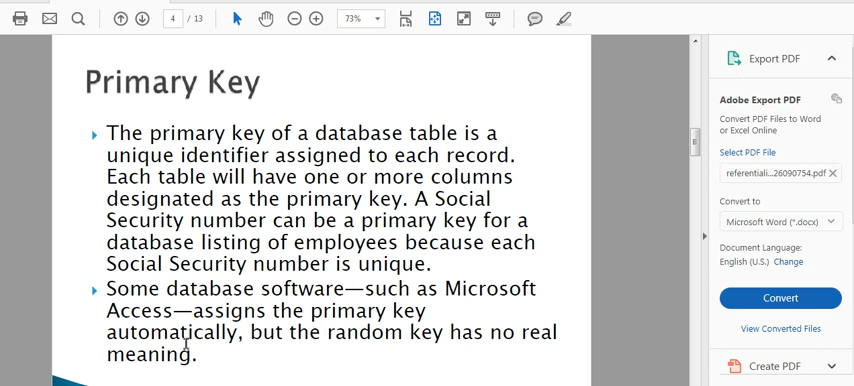 4 / 13
73%
Primary Key
The primary key of a database table is a
unique identifier assigned to each record.
Each table will have one or more columns
designated as the primary key. A Social
Security number can be a primary key for a
database listing of employees because each
Social Security number is unique.
Some database software—such as Microsoft
Access—assigns the primary key
automatically, but the random key has no real
meaning.
Export PDF
Adobe Export PDF
Convert PDF Files to Word
or Excel Online
Select PDF File
referentiali...26090754.pdf
Convert to
Microsoft Word (*.docx)
Document Language:
English (U.S.) Change
Convert
View Converted Files
Create PDF